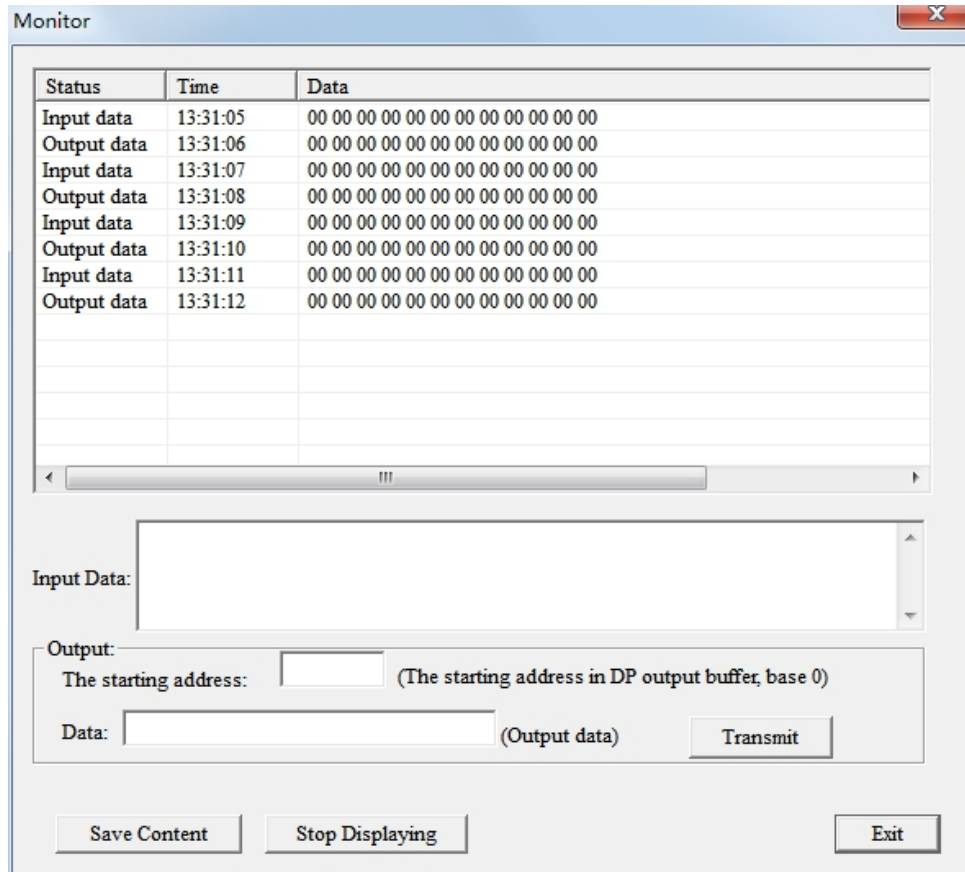 Monitor
Status Time Data
Input data 13:31:05 00 00 00 00 00 00 00 00 00 00 00 00
Output data 13:31:06 00 00 00 00 00 00 00 00 00 00 00 00
Input data 13:31:07 00 00 00 00 00 00 00 00 00 00 00 00
Output data 13:31:08 00 00 00 00 00 00 00 00 00 00 00 00
Input data 13:31:09 00 00 00 00 00 00 00 00 00 00 00 00
Output data 13:31:10 00 00 00 00 00 00 00 00 00 00 00 00
Input data 13:31:11 00 00 00 00 00 00 00 00 00 00 00 00
Output data 13:31:12 00 00 00 00 00 00 00 00 00 00 00 00
Input Data:
Output:
The starting address: (The starting address in DP output buffer, base 0)
Data: (Output data) Transmit
Save Content Stop Displaying Exit